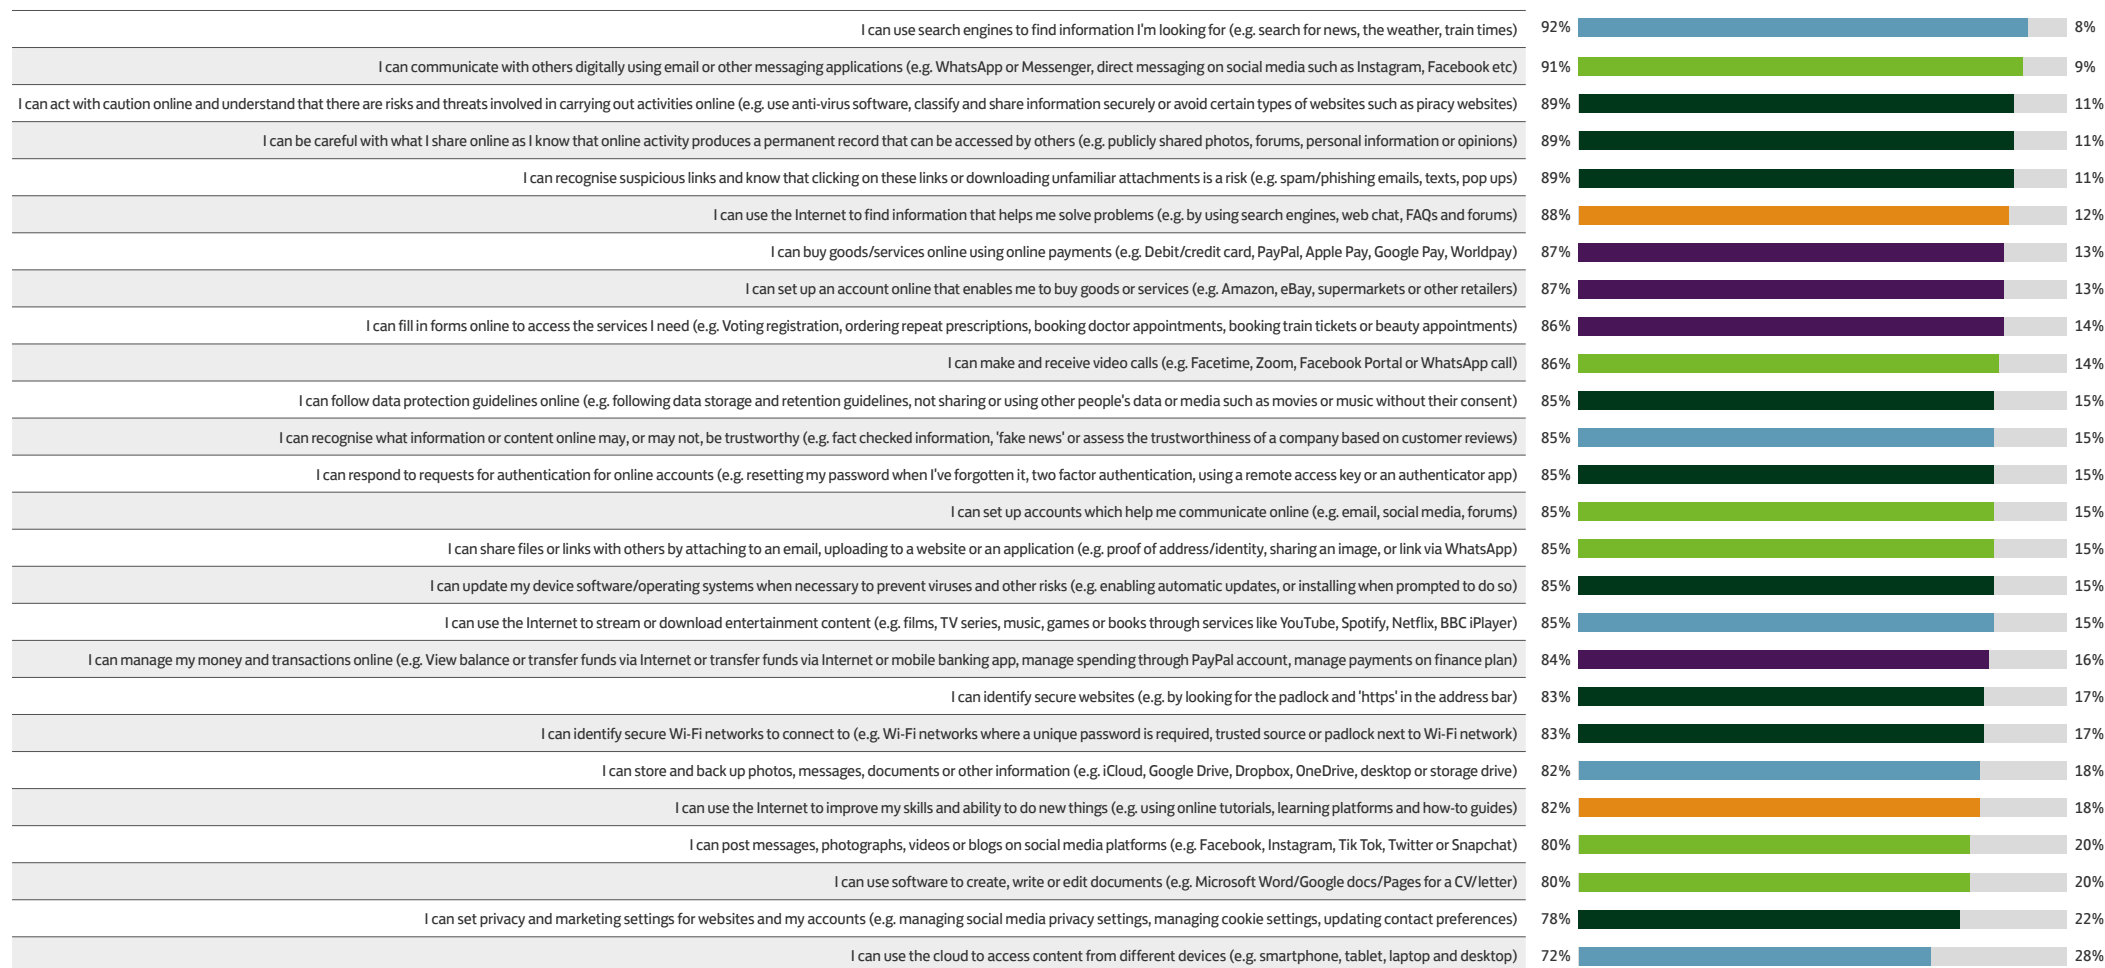 I can use search engines to find information I'm looking for (e.g. search for news, the weather, train times) 92% 8%
I can communicate with others digitally using email or other messaging applications (e.g. WhatsApp or Messenger, direct messaging on social media such as Instagram, Facebook etc) 91% 9%
I can act with caution online and understand that there are risks and threats involved in carrying out activities online (e.g. use anti-virus software, classify and share information securely or avoid certain types of websites such as piracy websites) 89% 11%
I can be careful with what I share online as I know that online activity produces a permanent record that can be accessed by others (e.g. publicly shared photos, forums, personal information or opinions) 89% 11%
I can recognise suspicious links and know that clicking on these links or downloading unfamiliar attachments is a risk (e.g. spam/phishing emails, texts, pop ups) 89% 11%
I can use the Internet to find information that helps me solve problems (e.g. by using search engines, web chat, FAQs and forums) 88% 12%
I can buy goods/services online using online payments (e.g. Debit/credit card, PayPal, Apple Pay, Google Pay, Worldpay) 87% 13%
I can set up an account online that enables me to buy goods or services (e.g. Amazon, eBay, supermarkets or other retailers) 87% 13%
I can fill in forms online to access the services I need (e.g. Voting registration, ordering repeat prescriptions, booking doctor appointments, booking train tickets or beauty appointments) 86% 14%
I can make and receive video calls (e.g. Facetime, Zoom, Facebook Portal or WhatsApp call) 86% 14%
I can follow data protection guidelines online (e.g. following data storage and retention guidelines, not sharing or using other people's data or media such as movies or music without their consent) 85% 15%
I can recognise what information or content online may, or may not, be trustworthy (e.g. fact checked information, 'fake news' or assess the trustworthiness of a company based on customer reviews) 85% 15%
I can respond to requests for authentication for online accounts (e.g. resetting my password when I've forgotten it, two factor authentication, using a remote access key or an authenticator app) 85% 15%
I can set up accounts which help me communicate online (e.g. email, social media, forums) 85% 15%
I can share files or links with others by attaching to an email, uploading to a website or an application (e.g. proof of address/identity, sharing an image, or link via WhatsApp) 85% 15%
I can update my device software/operating systems when necessary to prevent viruses and other risks (e.g. enabling automatic updates, or installing when prompted to do so) 85% 15%
I can use the Internet to stream or download entertainment content (e.g. films, TV series, music, games or books through services like YouTube, Spotify, Netflix, BBC iPlayer) 85% 15%
I can manage my money and transactions online (e.g. View balance or transfer funds via Internet or transfer funds via Internet or mobile banking app, manage spending through PayPal account, manage payments on finance plan) 84% 16%
I can identify secure websites (e.g. by looking for the padlock and 'https' in the address bar) 83% 17%
I can identify secure Wi-Fi networks to connect to (e.g. Wi-Fi networks where a unique password is required, trusted source or padlock next to Wi-Fi network) 83% 17%
I can store and back up photos, messages, documents or other information (e.g. iCloud, Google Drive, Dropbox, OneDrive, desktop or storage drive) 82% 18%
I can use the Internet to improve my skills and ability to do new things (e.g. using online tutorials, learning platforms and how-to guides) 82% 18%
I can post messages, photographs, videos or blogs on social media platforms (e.g. Facebook, Instagram, Tik Tok, Twitter or Snapchat) 80% 20%
I can use software to create, write or edit documents (e.g. Microsoft Word/Google docs/Pages for a CV/letter) 80% 20%
I can set privacy and marketing settings for websites and my accounts (e.g. managing social media privacy settings, managing cookie settings, updating contact preferences) 78% 22%
I can use the cloud to access content from different devices (e.g. smartphone, tablet, laptop and desktop) 72% 28%